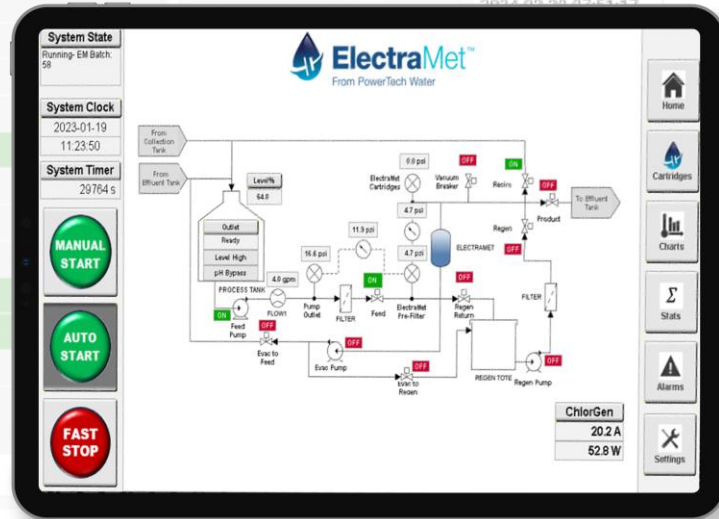 System State
Running- EM Batch:
58
System Clock
2023-01-19
11:23:50
System Timer
29764 s
MANUAL
START
AUTO
START
FAST
STOP
ElectraMet™
From PowerTech Water
From
Collection
Tank
From
Effluent Tank
Level%
64.8
Outlet
Ready
Level High
pH Bypass
PROCESS TANK
ON
Feed
Pump
4.0 gpm
FLOW1
16.6 psi
Pump
Outlet
11.9 psi
FILTER
ON
Feed
4.7 psi
ElectraMet
Pre-Filter
4.7 psi
0.0 psi
ElectraMet
Cartridges
OFF
Vacuum
Breaker
ON
Recirc
OFF
Product
To Effluent
Tank
Regen
OFF
ELECTRAMET
OFF
Regen
Return
FILTER
OFF
Evac to
Feed
OFF
Evac Pump
OFF
Evac to
Regen
REGEN TOTE
OFF
Regen Pump
ChlorGen
20.2 A
52.8 W
Home
Cartridges
Charts
Σ
Stats
Alarms
Settings